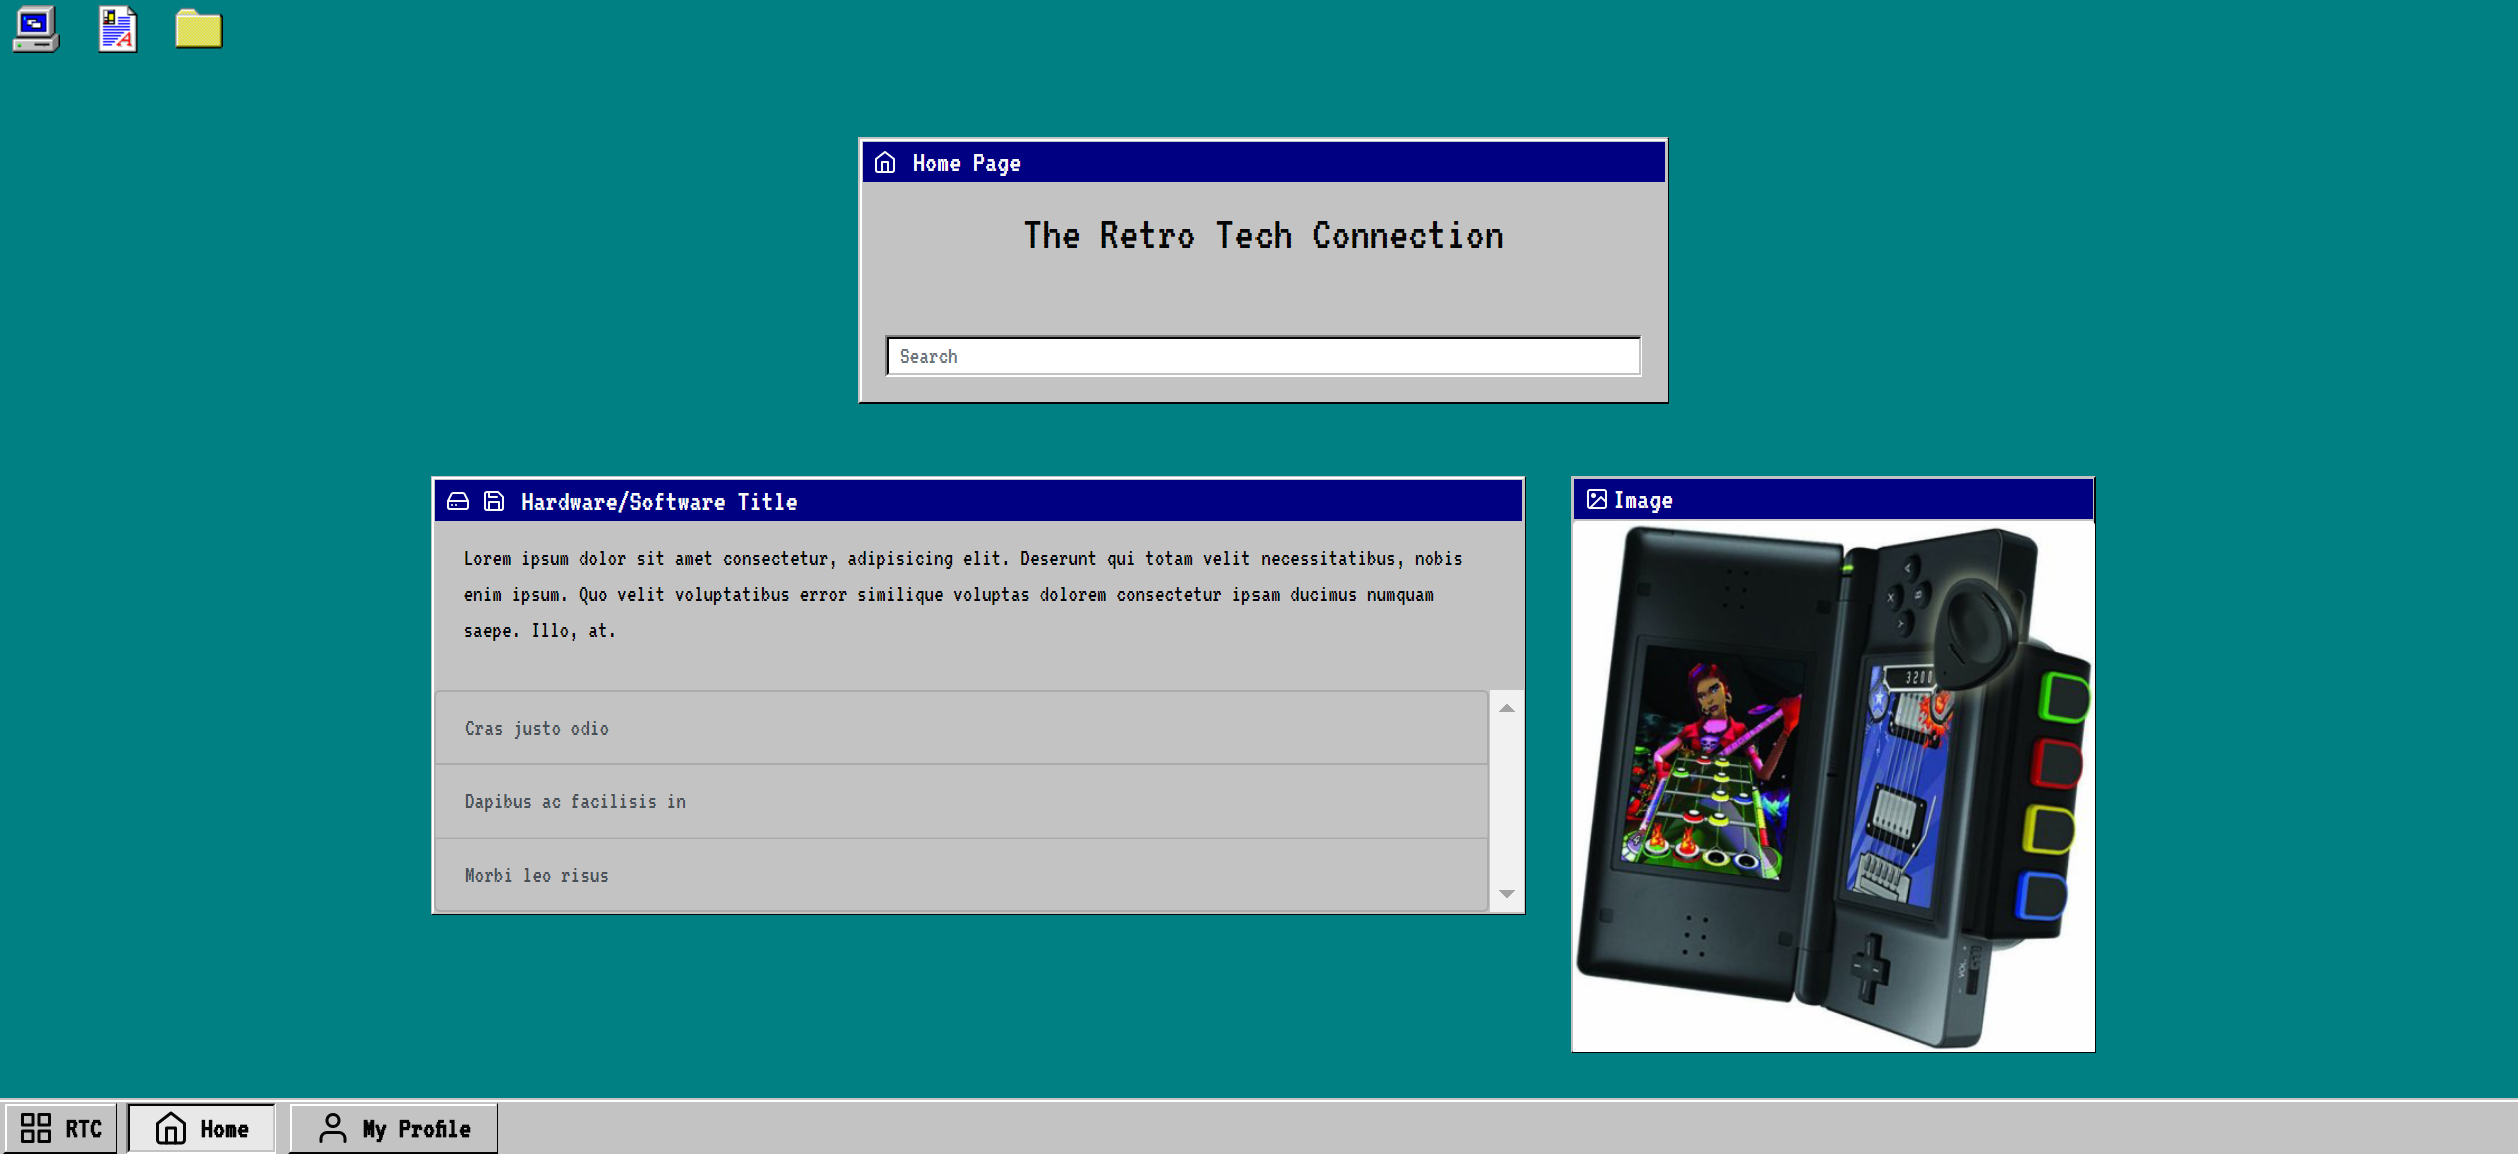 Home Page
The Retro Tech Connection
Search
Hardware/Software Title
Lorem ipsum dolor sit amet consectetur, adipisicing elit. Deserunt qui totam velit necessitatibus, nobis
enim ipsum. Quo velit voluptatibus error similique voluptas dolorem consectetur ipsam ducimus numquam
saepe. Illo, at.
Cras justo odio
Dapibus ac facilisis in
Morbi leo risus
Image
A
X
B
Y
3200
VOL.
RTC
Home
My Profile